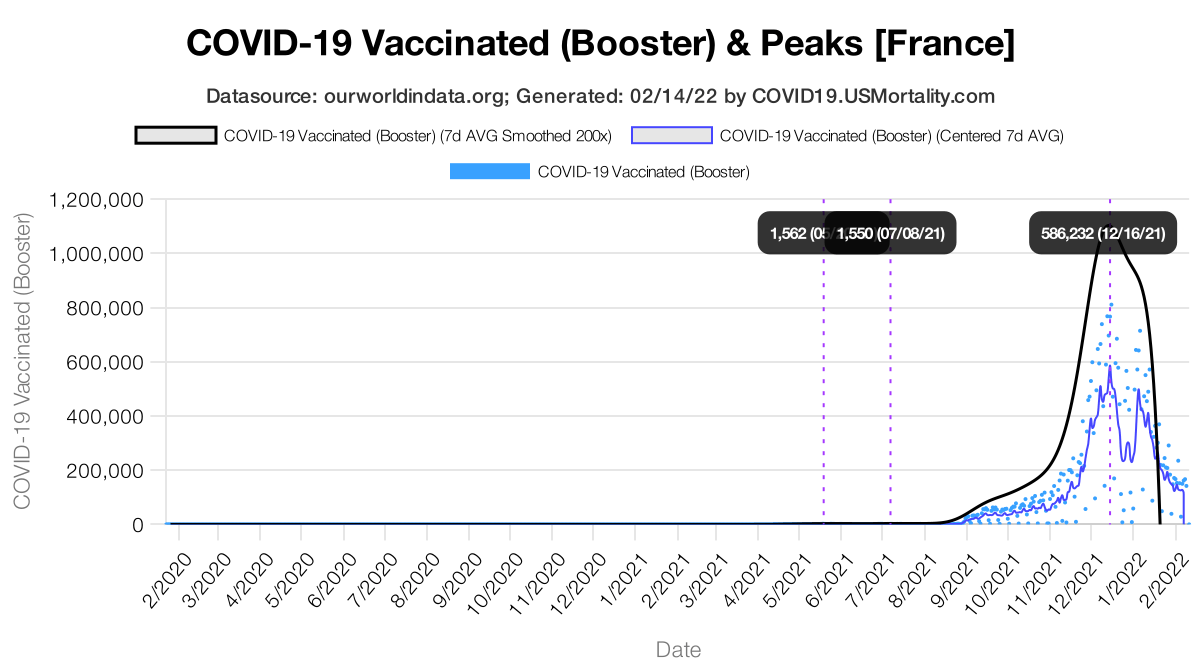 COVID-19 Vaccinated (Booster) & Peaks [France]
Datasource: ourworldindata.org; Generated: 02/14/22 by COVID19.USMortality.com
COVID-19 Vaccinated (Booster) (7d AVG Smoothed 200x) COVID-19 Vaccinated (Booster) (Centered 7d AVG)
COVID-19 Vaccinated (Booster)
COVID-19 Vaccinated (Booster)
1,200,000
1,000,000
800,000
600,000
400,000
200,000
0
1,562 1,550 (07/08/21) 586,232 (12/16/21)
2/2020 3/2020 4/2020 5/2020 6/2020 7/2020 8/2020 9/2020 10/2020 11/2020 12/2020 1/2021 2/2021 3/2021 4/2021 5/2021 6/2021 7/2021 8/2021 9/2021 10/2021 11/2021 12/2021 1/2022 2/2022
Date